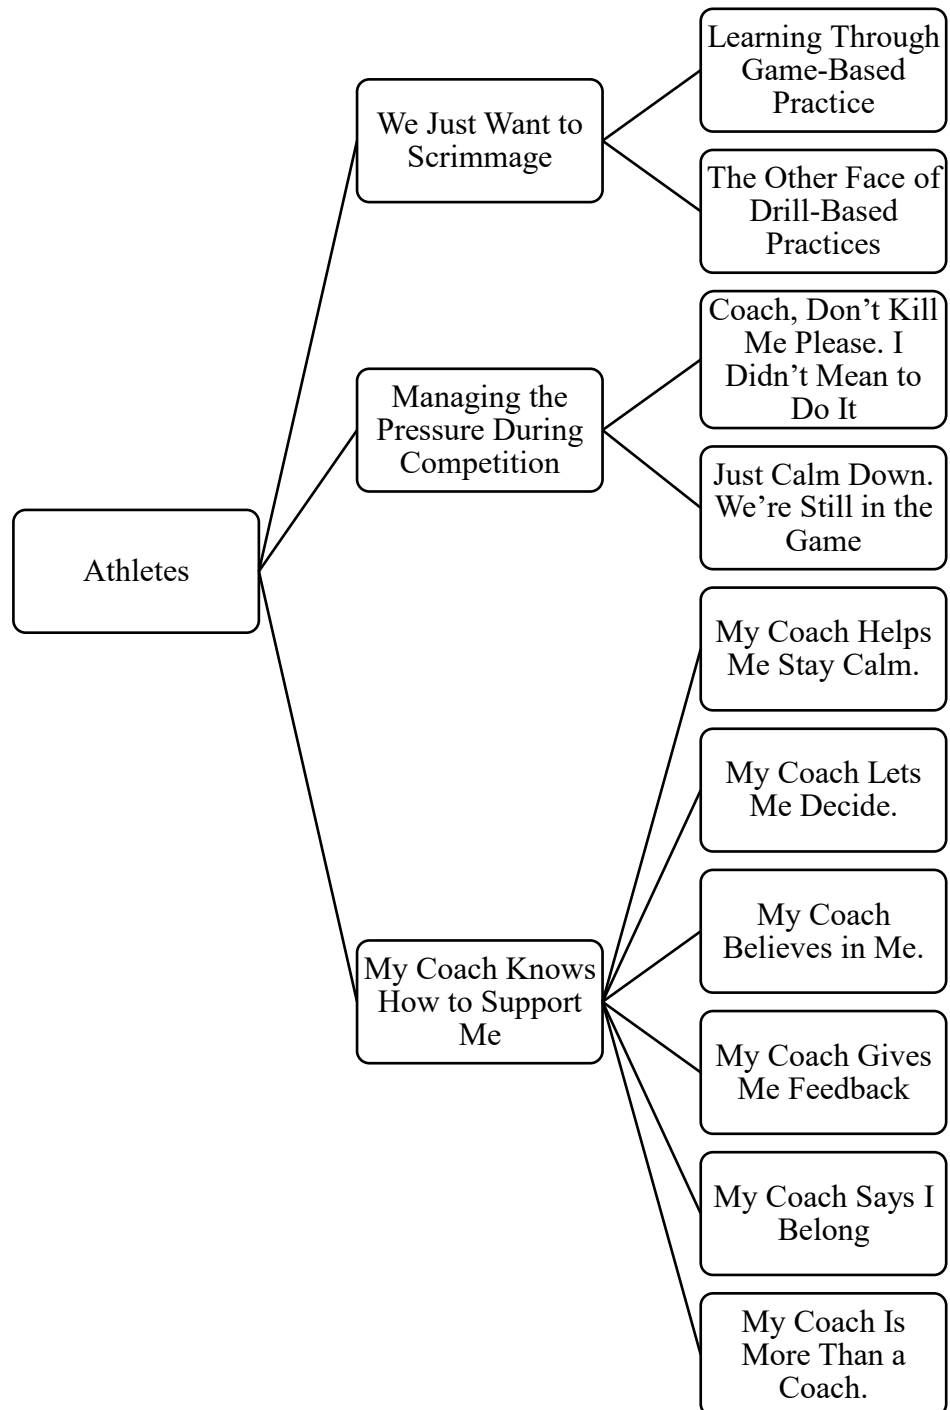 Athletes
We Just Want to
Scrimmage
Learning Through
Game-Based
Practice
The Other Face of
Drill-Based
Practices
Managing the
Pressure During
Competition
Coach, Don’t Kill
Me Please. I
Didn’t Mean to
Do It
Just Calm Down.
We’re Still in the
Game
My Coach Knows
How to Support
Me
My Coach Helps
Me Stay Calm.
My Coach Lets
Me Decide.
My Coach
Believes in Me.
My Coach Gives
Me Feedback
My Coach Says I
Belong
My Coach Is
More Than a
Coach.